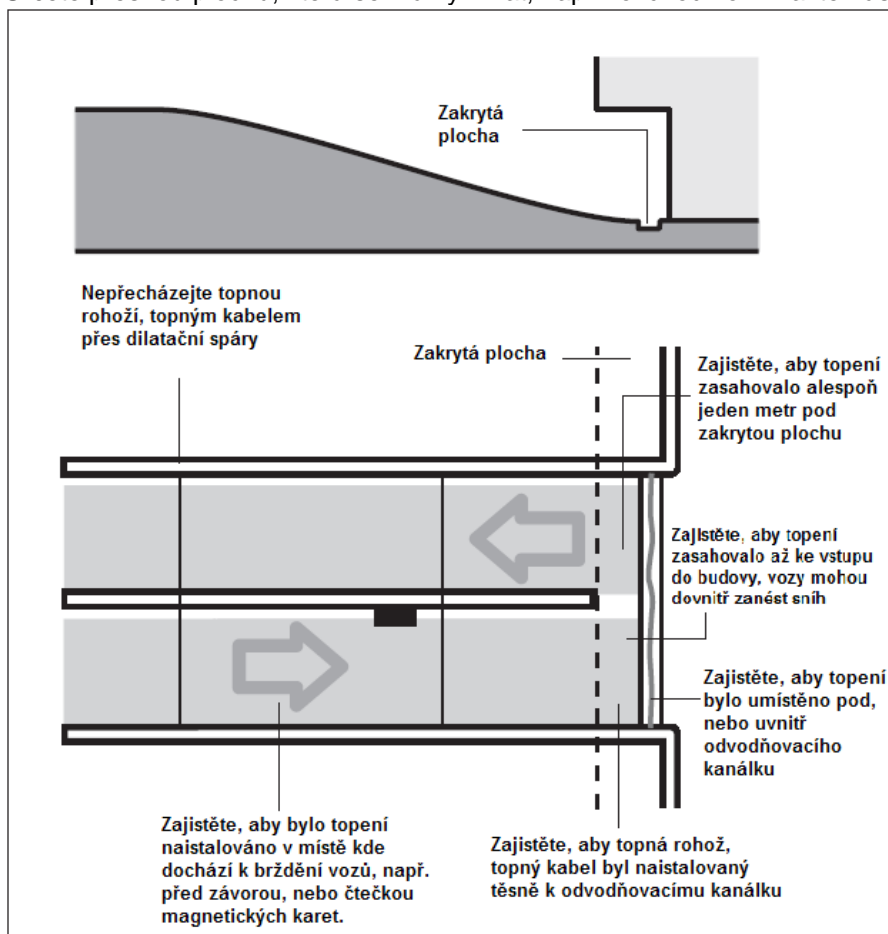 Zakrytá
plocha
Nepřecházejte topnou
rohoží, topným kabelem
přes dilatační spáry
Zakrytá plocha
Zajistěte, aby topení
zasahovalo alespoň
jeden metr pod
zakrytou plochu
Zajistěte, aby topení
zasahovalo až ke vstupu
do budovy, vozy mohou
dovnitř zanést sníh
Zajistěte, aby topení
bylo umístěno pod,
nebo uvnitř
odvodňovacího
kanálku
Zajistěte, aby bylo topení
naistalováno v místě kde
dochází k brždění vozů, např.
před závorou, nebo čtečkou
magnetických karet.
Zajistěte, aby topná rohož,
topný kabel byl naistalovaný
těsně k odvodňovacímu kanálku